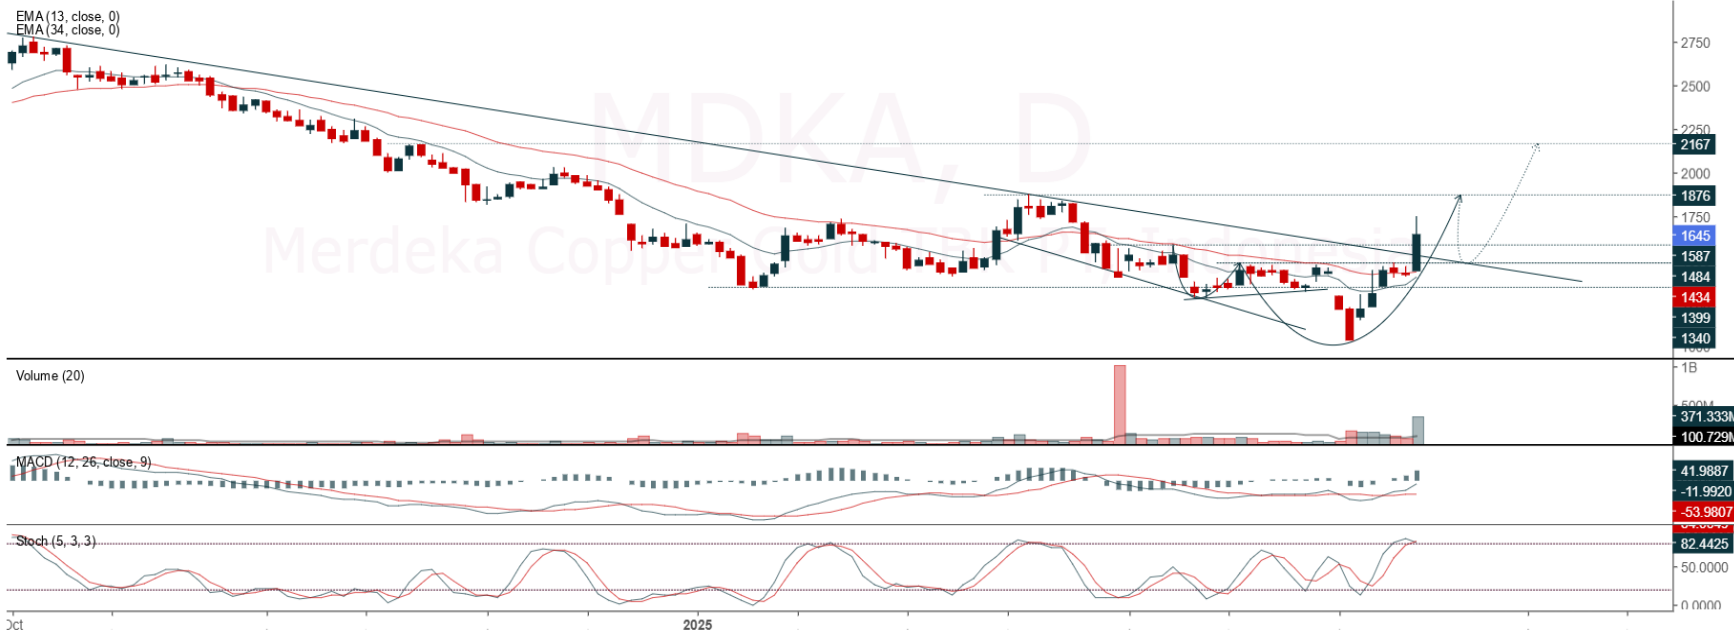 EMA (13, close, 0)
EMA (34, close, 0)
MDKA, D
Merdeka Copper Gold
2750
2500
2250
2167
2000
1876
1750
1645
1587
1484
1434
1399
1340
Volume (20)
1B
500M
371.333M
100.729M
MACD (12, 26, close, 9)
41.9887
-11.9920
-53.9807
Stoch (5, 3, 3)
82.4425
50.0000
0.0000
Oct
2025